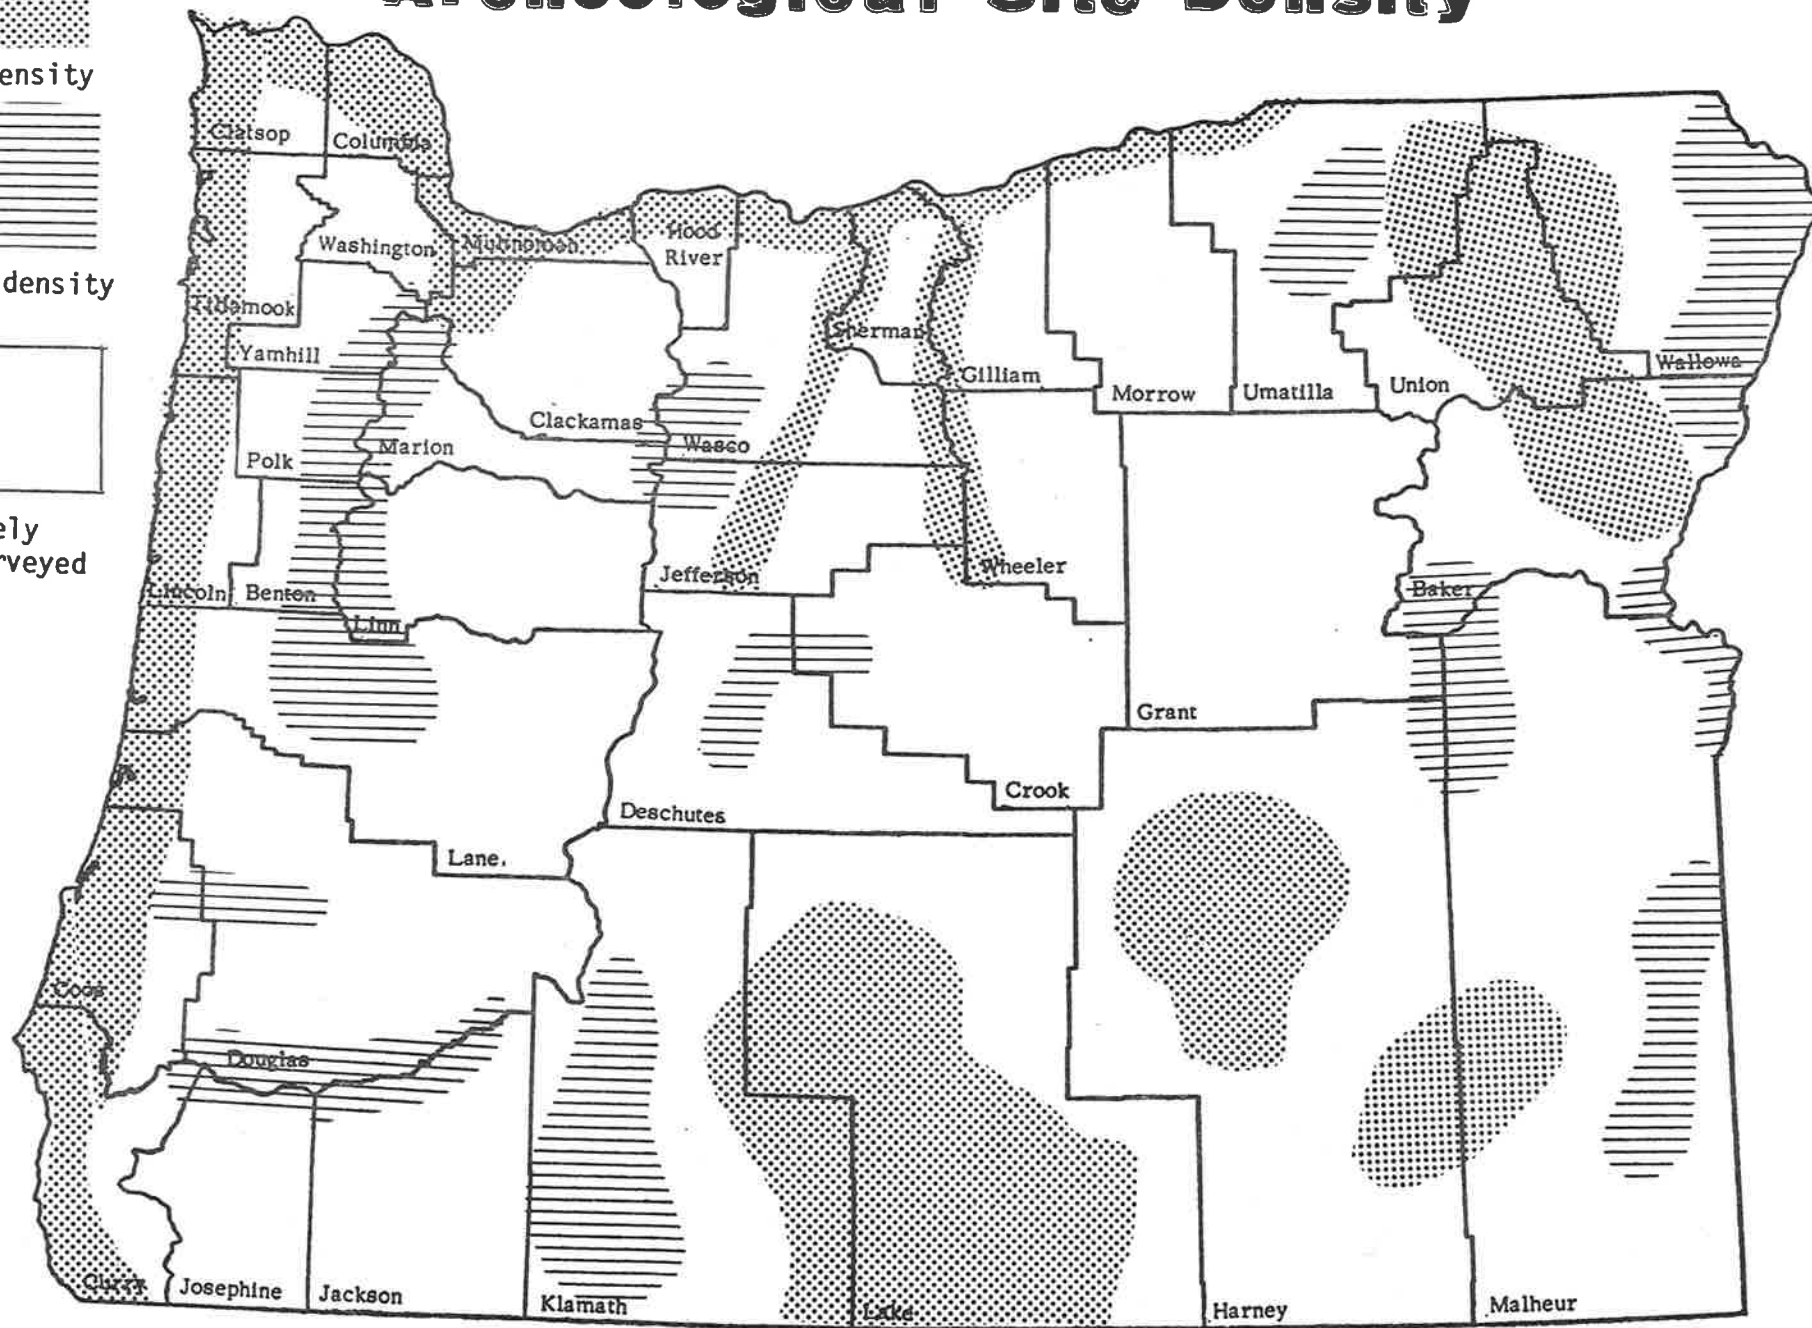 Archeological Site Density
ensity
density
ely
rveyed
Clatsop
Columbia
Washington
Multnomah
Hood
River
Tillamook
Yamhill
Sherman
Gilliam
Morrow
Umatilla
Union
Wallowa
Clackamas
Marion
Wasco
Polk
Lincoln
Benton
Linn
Jefferson
Wheeler
Baker
Grant
Crook
Deschutes
Lane.
Coos
Douglas
Curry
Josephine
Jackson
Klamath
Lake
Harney
Malheur